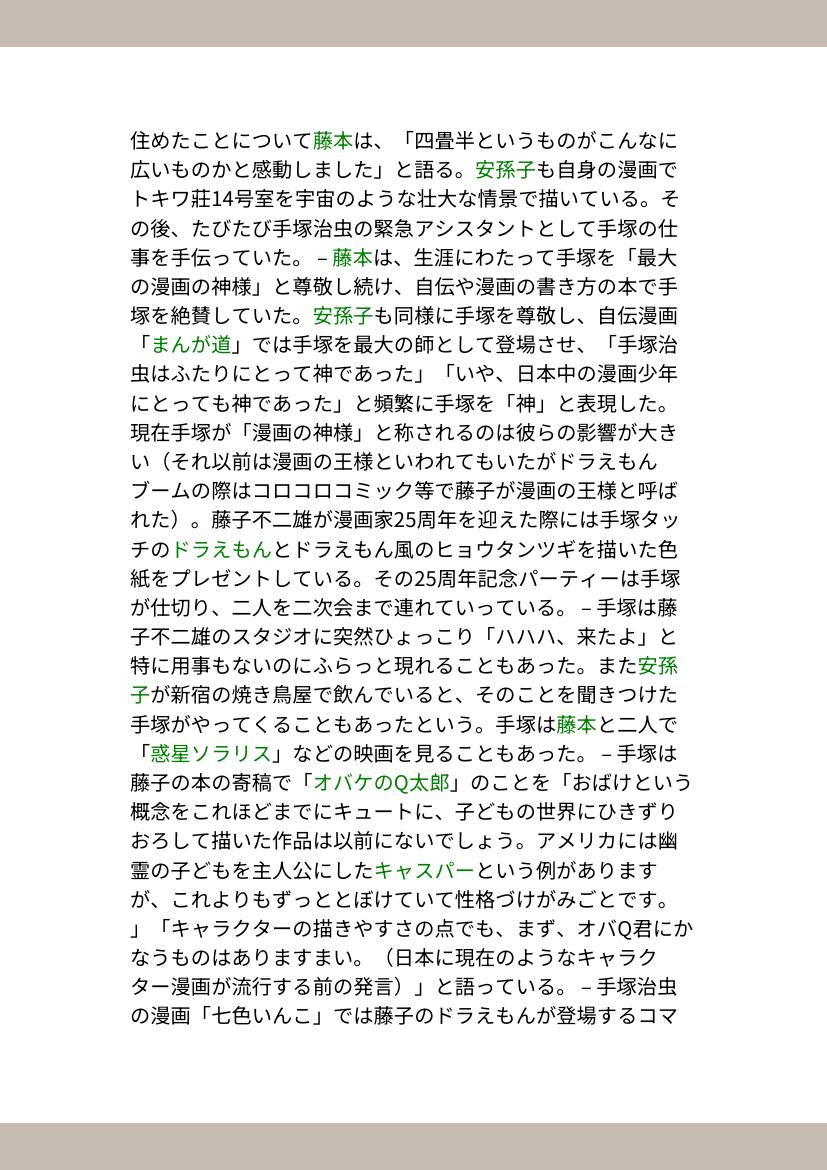 住めたことについて藤本は、「四畳半というものがこんなに
広いものかと感動しました」と語る。安孫子も自身の漫画で
トキワ荘14号室を宇宙のような壮大な情景で描いている。そ
の後、たびたび手塚治虫の緊急アシスタントとして手塚の仕
事を手伝っていた。 – 藤本は、生涯にわたって手塚を「最大
の漫画の神様」と尊敬し続け、自伝や漫画の書き方の本で手
塚を絶賛していた。安孫子も同様に手塚を尊敬し、自伝漫画
「まんが道」では手塚を最大の師として登場させ、「手塚治
虫はふたりにとって神であった」「いや、日本中の漫画少年
にとっても神であった」と頻繁に手塚を「神」と表現した。
現在手塚が「漫画の神様」と称されるのは彼らの影響が大き
い（それ以前は漫画の王様といわれてもいたがドラえもん
ブームの際はコロコロコミック等で藤子が漫画の王様と呼ば
れた）。藤子不二雄が漫画家25周年を迎えた際には手塚タッ
チのドラえもんとドラえもん風のヒョウタンツギを描いた色
紙をプレゼントしている。その25周年記念パーティーは手塚
が仕切り、二人を二次会まで連れていっている。 – 手塚は藤
子不二雄のスタジオに突然ひょっこり「ハハハ、来たよ」と
特に用事もないのにふらっと現れることもあった。また安孫
子が新宿の焼き鳥屋で飲んでいると、そのことを聞きつけた
手塚がやってくることもあったという。手塚は藤本と二人で
「惑星ソラリス」などの映画を見ることもあった。 – 手塚は
藤子の本の寄稿で「オバケのQ太郎」のことを「おばけという
概念をこれほどまでにキュートに、子どもの世界にひきずり
おろして描いた作品は以前にないでしょう。アメリカには幽
霊の子どもを主人公にしたキャスパーという例があります
が、これよりもずっととぼけていて性格づけがみごとです。
」「キャラクターの描きやすさの点でも、まず、オバQ君にか
なうものはありますまい。（日本に現在のようなキャラク
ター漫画が流行する前の発言）」と語っている。 – 手塚治虫
の漫画「七色いんこ」では藤子のドラえもんが登場するコマ